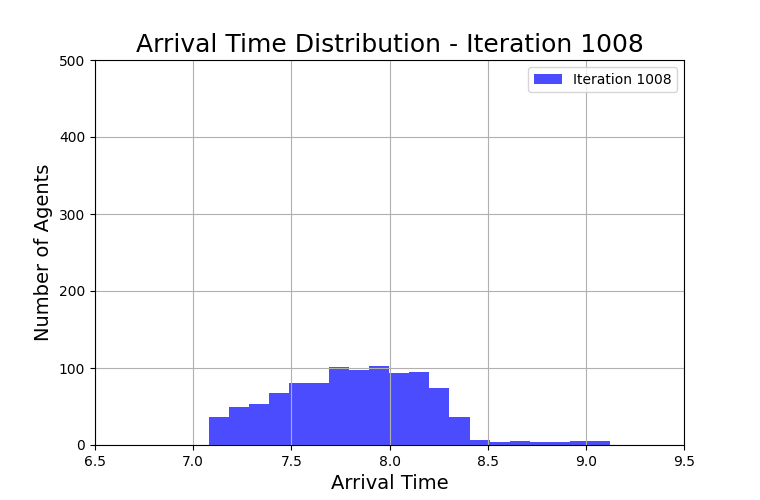 Arrival Time Distribution - Iteration 1008
Iteration 1008
Number of Agents
500
400
300
200
100
0
6.5 7.0 7.5 8.0 8.5 9.0 9.5
Arrival Time